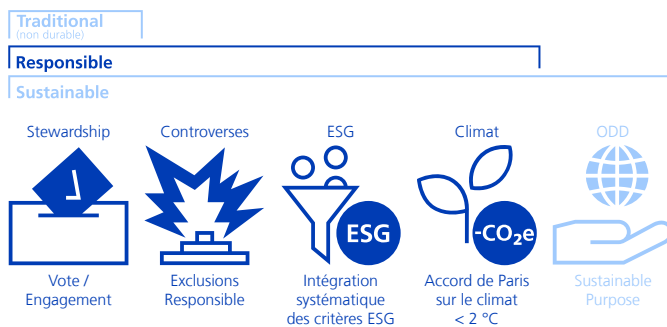 Traditional
(non durable)
Responsible
Sustainable
Stewardship
Controverses
ESG
Climat
ODD
ESG
-CO₂e
Vote /
Engagement
Exclusions
Responsible
Intégration
systématique
des critères ESG
Accord de Paris
sur le climat
< 2 °C
Sustainable
Purpose